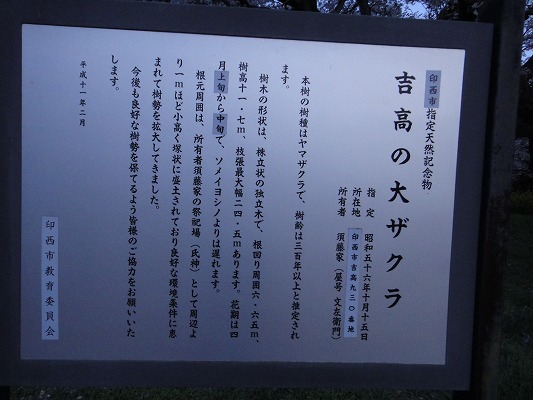 印西市指定天然記念物
吉高の大ザクラ
指定　昭和五十六年十月十五日
所在地　印西市吉高九三〇番地
所有者　須藤家（屋号 文左衛門）
本樹の樹種はヤマザクラで、樹齢は三百年以上と推定され
ます。
樹木の形状は、株立状の独立木で、根回り周囲六・六五ｍ、
樹高十一・七ｍ、枝張最大幅二四・五ｍあります。花期は四
月上旬から中旬で、ソメイヨシノよりは遅れます。
根元周囲は、所有者須藤家の祭祀場（氏神）として周辺よ
り一ｍほど小高く塚状に盛土されており良好な環境条件に恵
まれて樹勢を拡大してきました。
今後も良好な樹勢を保てるよう皆様のご協力をお願いいた
します。
平成十一年二月
印西市教育委員会